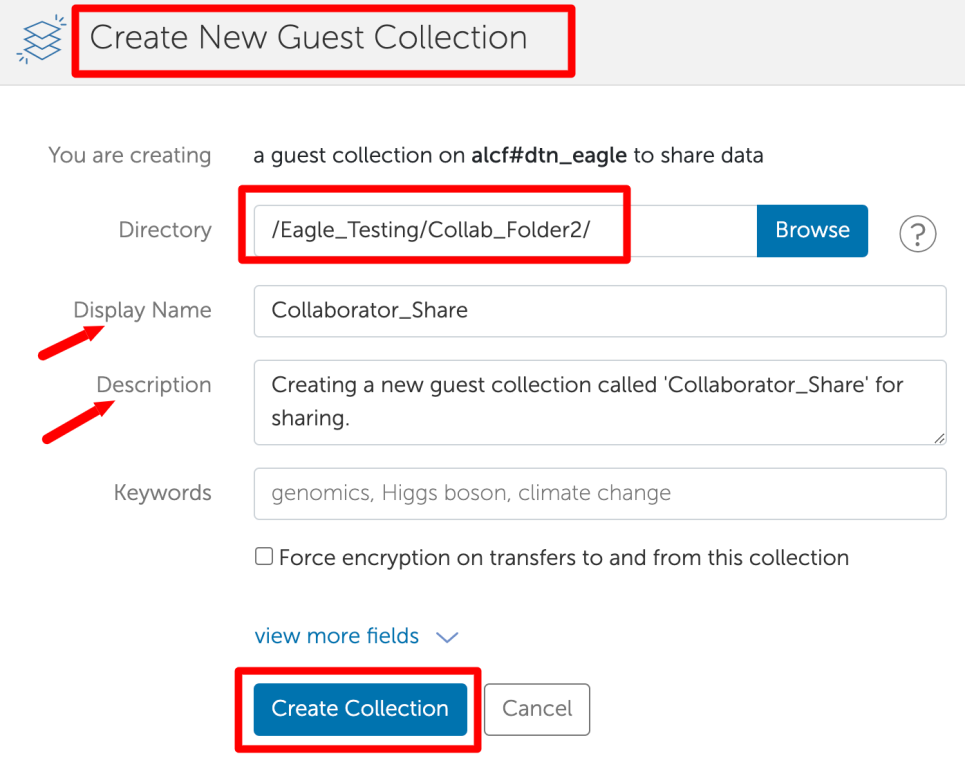 Create New Guest Collection
You are creating a guest collection on alcf#dtn_eagle to share data
Directory /Eagle_Testing/Collab_Folder2/ Browse ?
Display Name Collaborator_Share
Description Creating a new guest collection called 'Collaborator_Share' for
sharing.
Keywords genomics, Higgs boson, climate change
Force encryption on transfers to and from this collection
view more fields
Create Collection Cancel